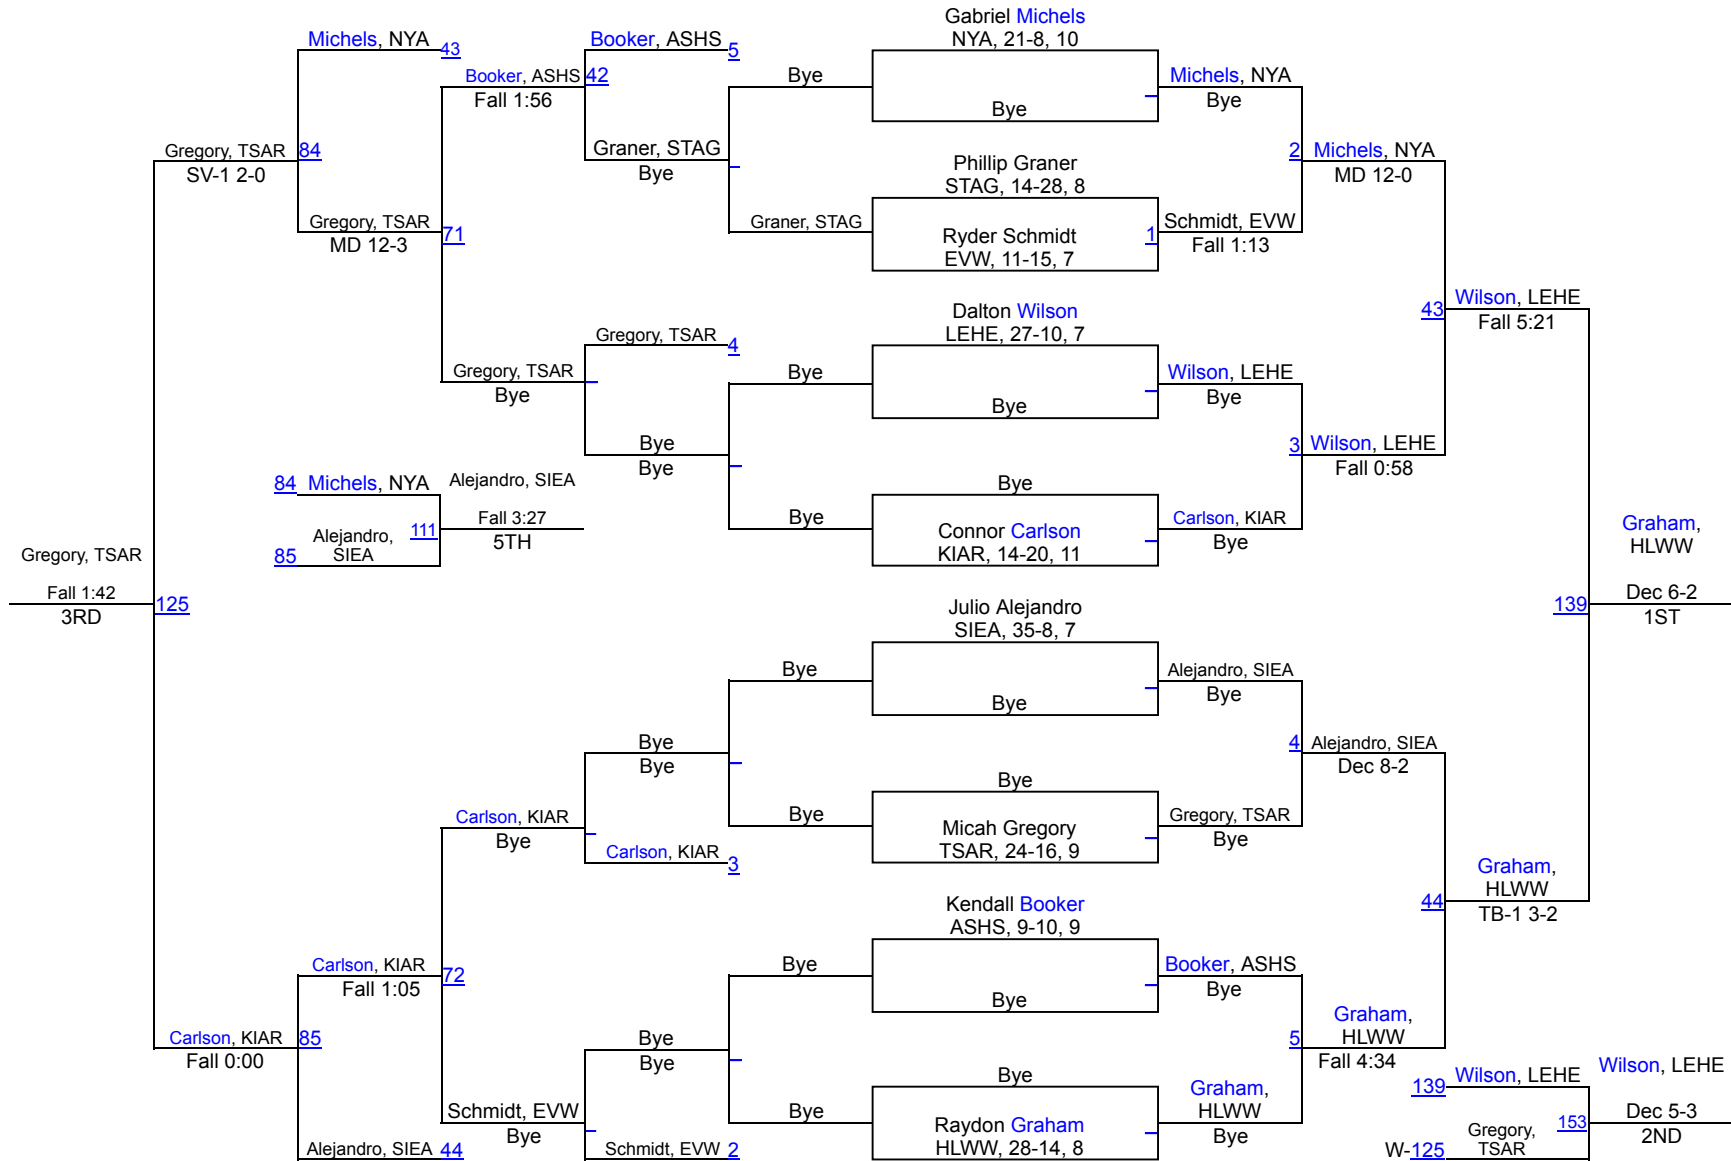 Gabriel Michels
NYA, 21-8, 10
Michels, NYA
43
Booker, ASHS
5
Booker, ASHS
42
Fall 1:56
Bye
Bye
Michels, NYA
Bye
Gregory, TSAR
84
SV-1 2-0
Graner, STAG
Bye
Phillip Graner
STAG, 14-28, 8
2
Michels, NYA
MD 12-0
Gregory, TSAR
MD 12-3
71
Graner, STAG
Ryder Schmidt
EVW, 11-15, 7
1
Schmidt, EVW
Fall 1:13
Dalton Wilson
LEHE, 27-10, 7
43
Wilson, LEHE
Fall 5:21
Gregory, TSAR
4
Gregory, TSAR
Bye
Bye
Bye
Wilson, LEHE
Bye
Bye
Bye
3
Wilson, LEHE
Fall 0:58
84
Michels, NYA
Alejandro, SIEA
Bye
Alejandro,
SIEA
85
111
Fall 3:27
5TH
Bye
Connor Carlson
KIAR, 14-20, 11
Carlson, KIAR
Bye
Gregory, TSAR
Fall 1:42
3RD
125
Graham,
HLWW
139
Dec 6-2
1ST
Julio Alejandro
SIEA, 35-8, 7
Bye
Bye
Alejandro, SIEA
Bye
Bye
Bye
4
Alejandro, SIEA
Dec 8-2
Carlson, KIAR
Bye
Carlson, KIAR
3
Bye
Bye
Micah Gregory
TSAR, 24-16, 9
Gregory, TSAR
Bye
Kendall Booker
ASHS, 9-10, 9
44
Graham,
HLWW
TB-1 3-2
Carlson, KIAR
Fall 1:05
72
Bye
Bye
Booker, ASHS
Bye
Carlson, KIAR
Fall 0:00
85
Bye
Bye
5
Graham,
HLWW
Fall 4:34
Schmidt, EVW
Bye
Bye
Bye
Raydon Graham
HLWW, 28-14, 8
Graham,
HLWW
Bye
139
Wilson, LEHE
Wilson, LEHE
Alejandro, SIEA
44
Schmidt, EVW
2
W-125
Gregory,
TSAR
153
Dec 5-3
2ND